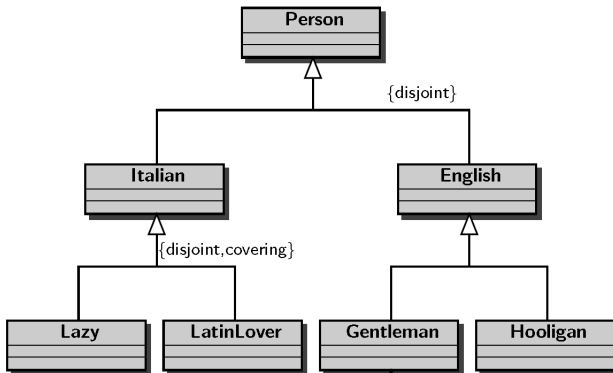 Person
{disjoint}
Italian
English
{disjoint,covering}
Lazy
LatinLover
Gentleman
Hooligan